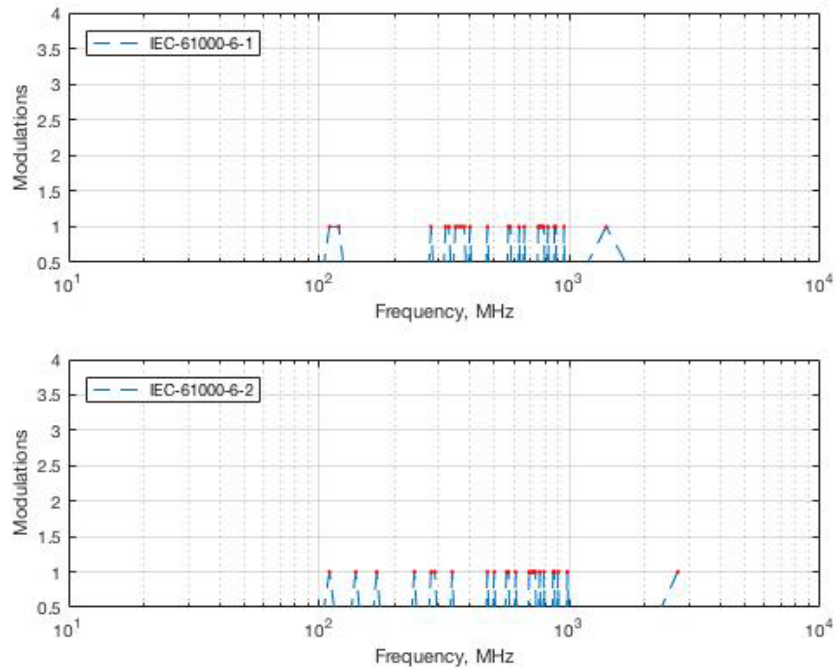 4
3.5
3
2.5
2
1.5
1
0.5
Modulations
IEC-61000-6-1
10^1 10^2 10^3 10^4
Frequency, MHz
4
3.5
3
2.5
2
1.5
1
0.5
Modulations
IEC-61000-6-2
10^1 10^2 10^3 10^4
Frequency, MHz